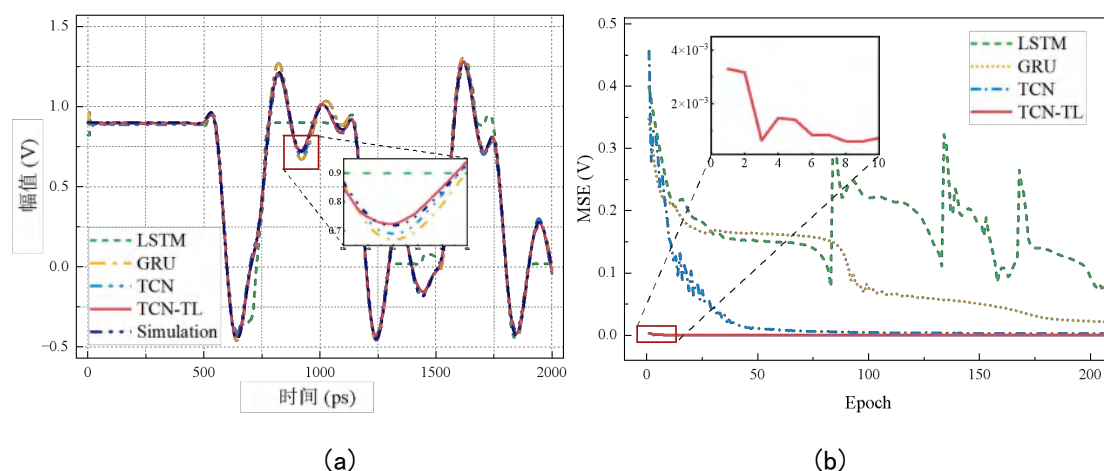 1.5
1.0
0.5
0.0
−0.5
幅值 (V)
0.9
0.8
0.7
LSTM
GRU
TCN
TCN-TL
Simulation
0
500
1000
1500
2000
时间 (ps)
(a)
0.5
0.4
0.3
0.2
0.1
0.0
MSE (V)
4×10⁻³
2×10⁻³
0 2 4 6 8 10
LSTM
GRU
TCN
TCN-TL
0 50 100 150 200
Epoch
(b)